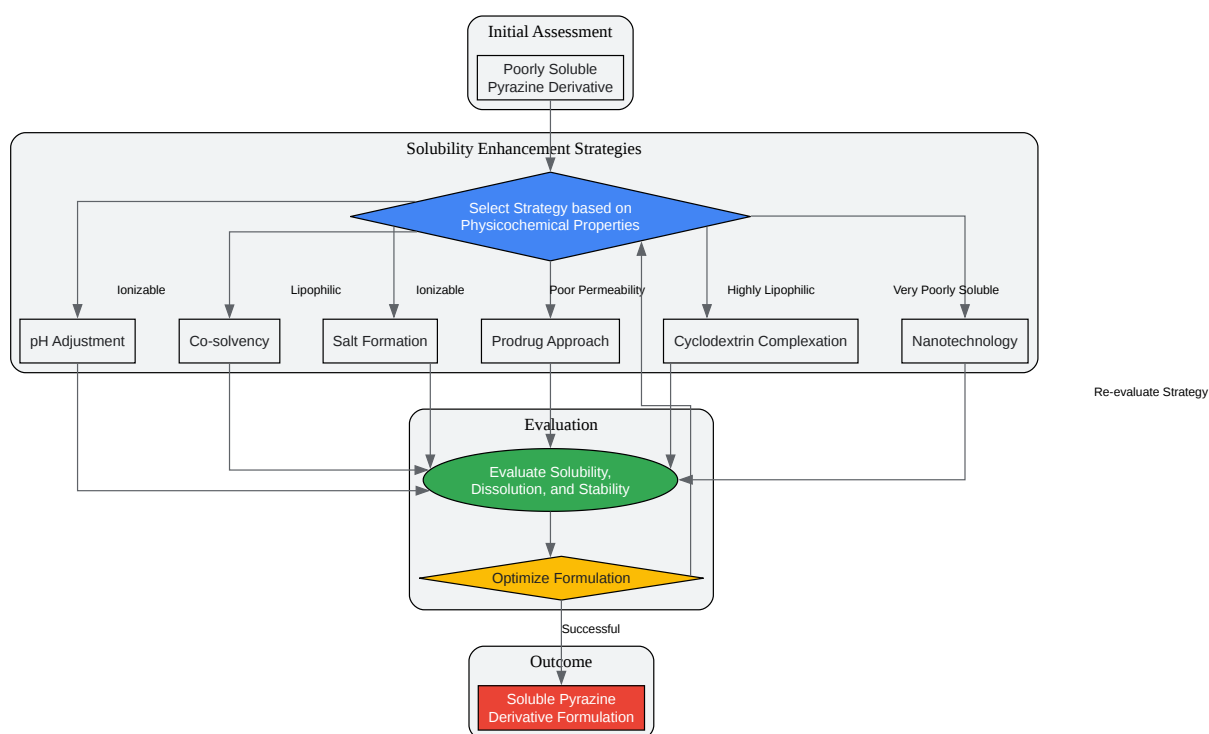 Initial Assessment
Poorly Soluble
Pyrazine Derivative
Solubility Enhancement Strategies
Select Strategy based on
Physicochemical Properties
Ionizable
Lipophilic
Ionizable
Poor Permeability
Highly Lipophilic
Very Poorly Soluble
pH Adjustment
Co-solvency
Salt Formation
Prodrug Approach
Cyclodextrin Complexation
Nanotechnology
Re-evaluate Strategy
Evaluation
Evaluate Solubility,
Dissolution, and Stability
Optimize Formulation
Successful
Outcome
Soluble Pyrazine
Derivative Formulation